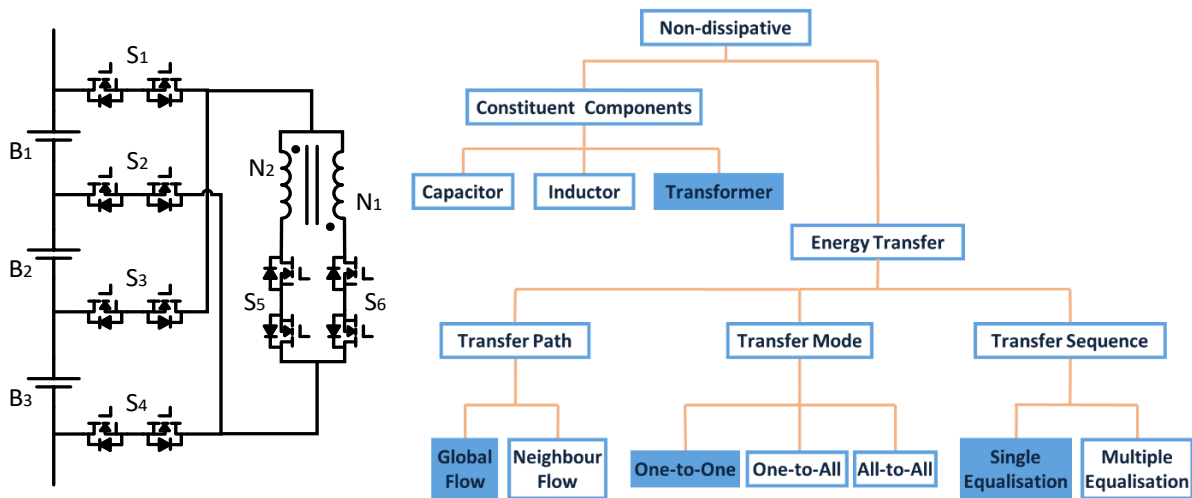 S1
B1
S2
N2
N1
B2
S3
S5
S6
B3
S4
Non-dissipative
Constituent Components
Capacitor
Inductor
Transformer
Energy Transfer
Transfer Path
Transfer Mode
Transfer Sequence
Global
Flow
Neighbour
Flow
One-to-One
One-to-All
All-to-All
Single
Equalisation
Multiple
Equalisation